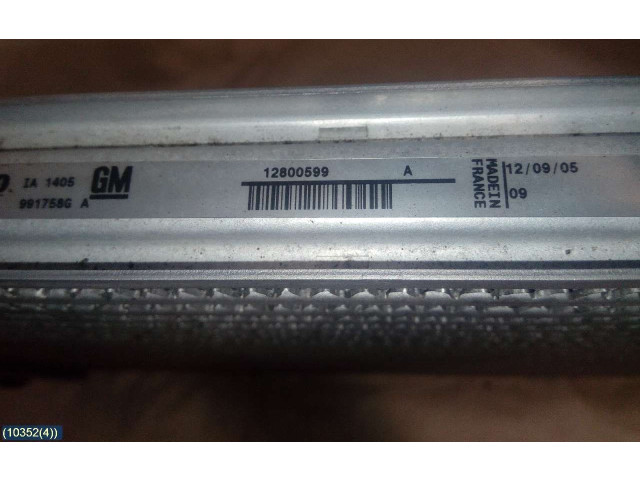 IA 1405
991758G A
GM
12800599 A
MADE IN
FRANCE
12/09/05
09
(10352(4))